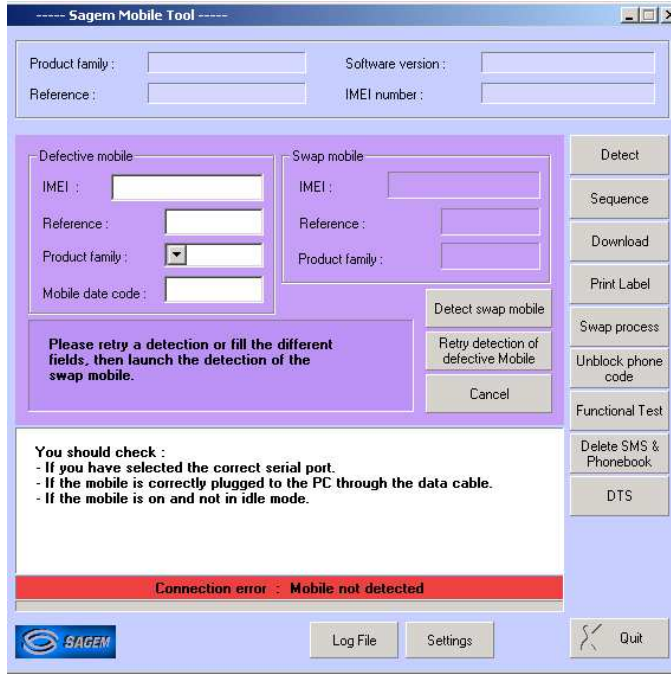 ----- Sagem Mobile Tool -----
Product family :
Software version :
Reference :
IMEI number :
Defective mobile
IMEI :
Reference :
Product family :
Mobile date code :
Swap mobile
IMEI :
Reference :
Product family :
Detect swap mobile
Retry detection of
defective Mobile
Cancel
Please retry a detection or fill the different
fields, then launch the detection of the
swap mobile.
Detect
Sequence
Download
Print Label
Swap process
Unblock phone
code
Functional Test
Delete SMS &
Phonebook
DTS
You should check :
- If you have selected the correct serial port.
- If the mobile is correctly plugged to the PC through the data cable.
- If the mobile is on and not in idle mode.
Connection error : Mobile not detected
SAGEM
Log File
Settings
Quit